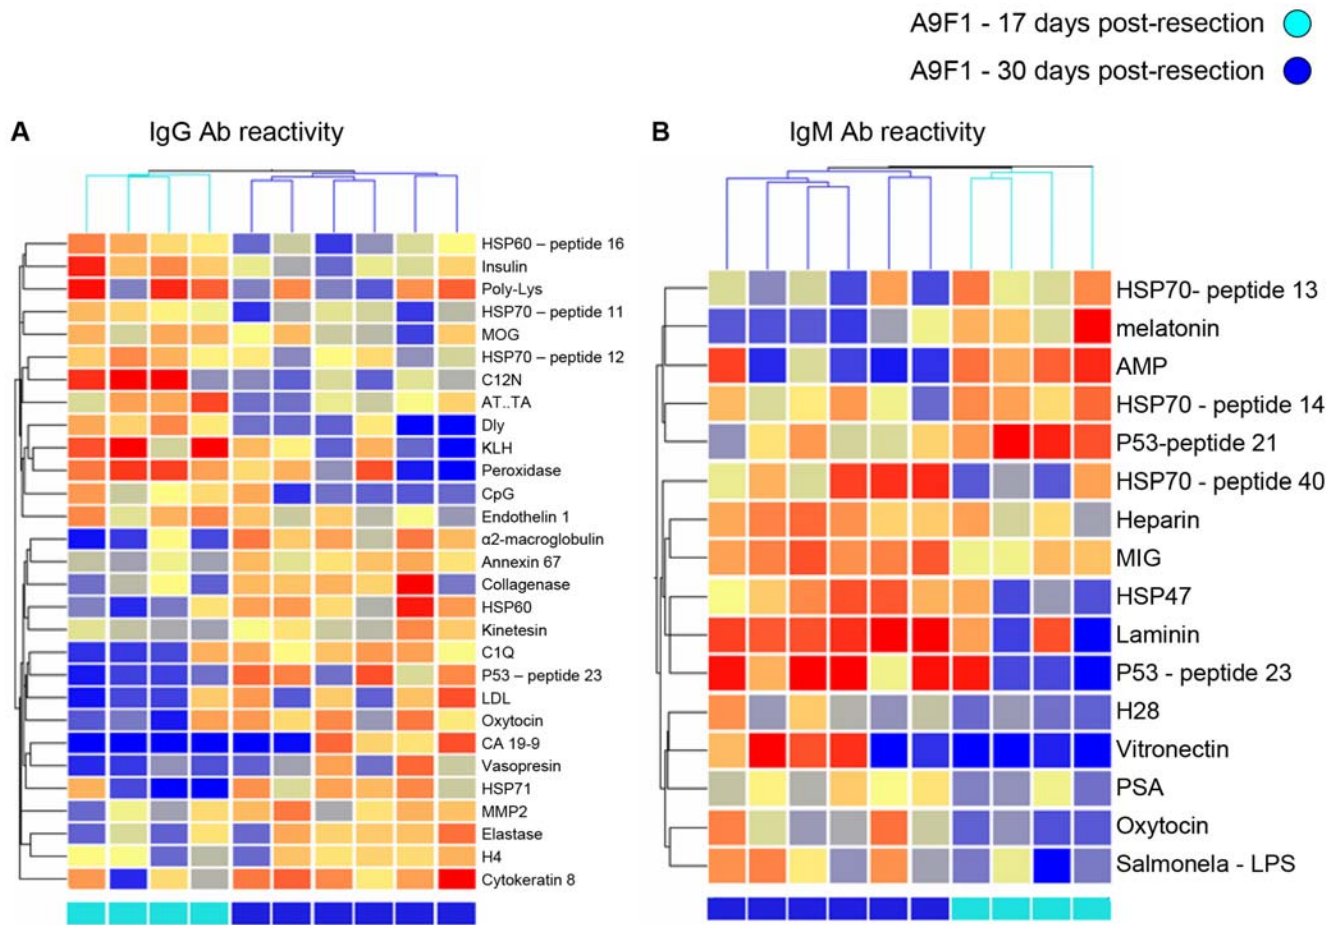 A9F1 - 17 days post-resection
A9F1 - 30 days post-resection
A
IgG Ab reactivity
HSP60 – peptide 16
Insulin
Poly-Lys
HSP70 – peptide 11
MOG
HSP70 – peptide 12
C12N
AT..TA
Dly
KLH
Peroxidase
CpG
Endothelin 1
α2-macroglobulin
Annexin 67
Collagenase
HSP60
Kinetesin
C1Q
P53 – peptide 23
LDL
Oxytocin
CA 19-9
Vasopresin
HSP71
MMP2
Elastase
H4
Cytokeratin 8
B
IgM Ab reactivity
HSP70- peptide 13
melatonin
AMP
HSP70 - peptide 14
P53-peptide 21
HSP70 - peptide 40
Heparin
MIG
HSP47
Laminin
P53 - peptide 23
H28
Vitronectin
PSA
Oxytocin
Salmonela - LPS